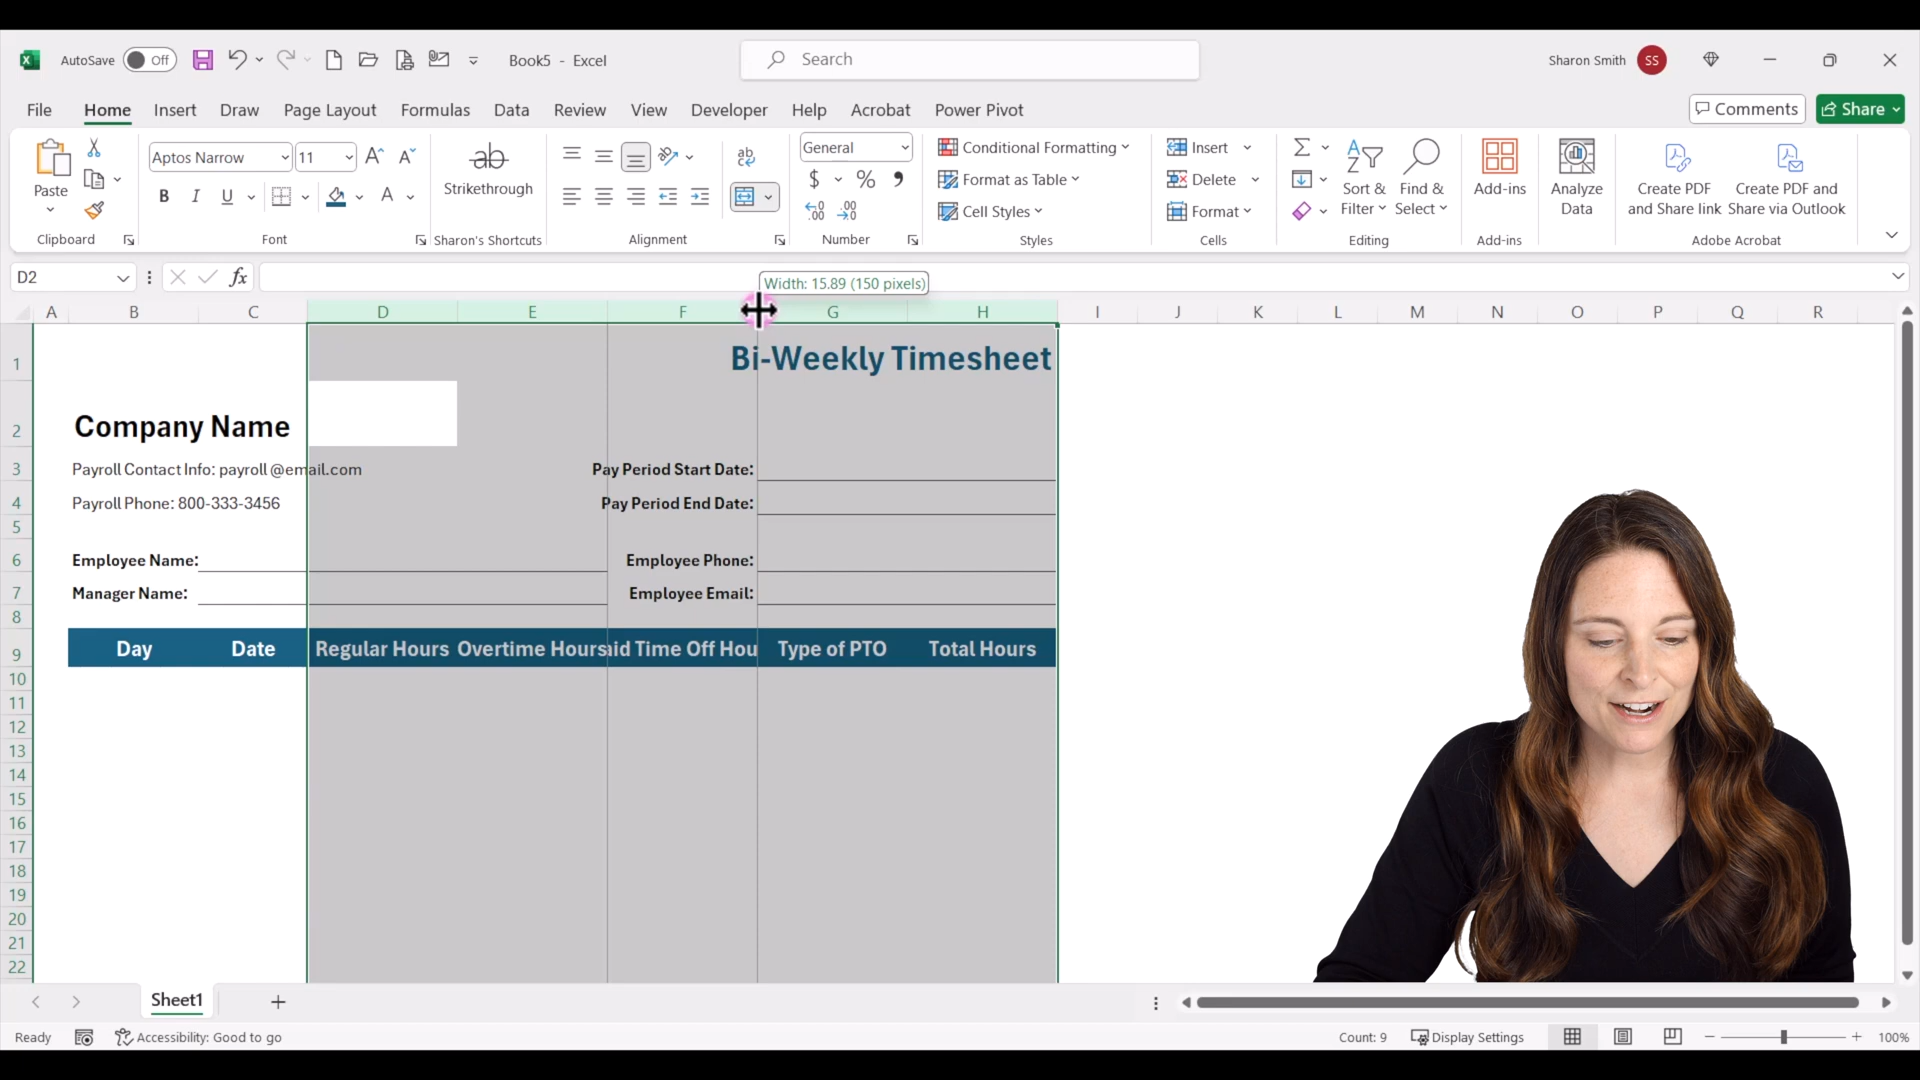 AutoSave Off Book5 - Excel Search Sharon Smith SS
File Home Insert Draw Page Layout Formulas Data Review View Developer Help Acrobat Power Pivot Comments Share
Paste
Clipboard
Aptos Narrow 11
B I U A
Font
ab
Strikethrough
Sharon's Shortcuts
Alignment
General
$ % ,
Number
Conditional Formatting
Format as Table
Cell Styles
Styles
Insert
Delete
Format
Cells
Sort &
Filter
Find &
Select
Editing
Add-ins
Add-ins
Analyze
Data
Create PDF
and Share link
Create PDF and
Share via Outlook
Adobe Acrobat
D2 fx
Width: 15.89 (150 pixels)
A B C D E F G H I J K L M N O P Q R
1 Bi-Weekly Timesheet
2 Company Name
3 Payroll Contact Info: payroll@email.com Pay Period Start Date:
4 Payroll Phone: 800-333-3456 Pay Period End Date:
5
6 Employee Name: Employee Phone:
7 Manager Name: Employee Email:
8
9 Day Date Regular Hours Overtime Hours aid Time Off Hou Type of PTO Total Hours
10
11
12
13
14
15
16
17
18
19
20
21
22
Sheet1
Ready Accessibility: Good to go Count: 9 Display Settings 100%